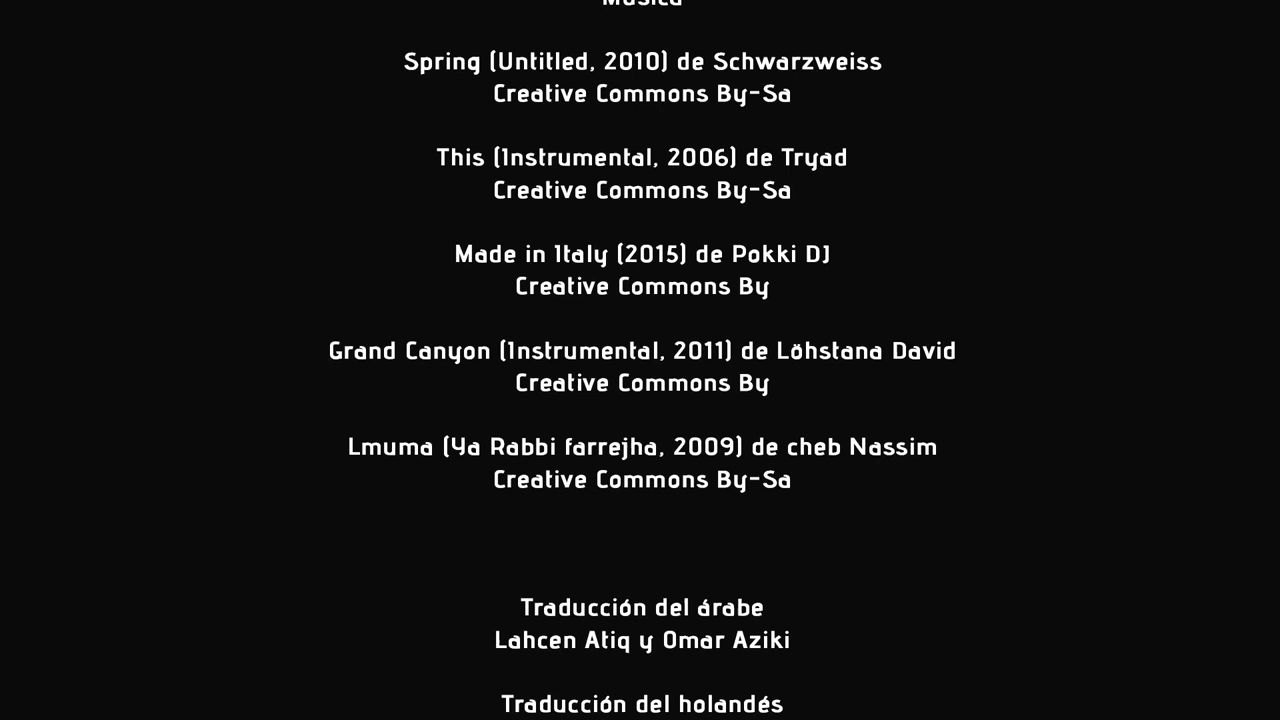 Música
Spring (Untitled, 2010) de Schwarzweiss
Creative Commons By-Sa
This (Instrumental, 2006) de Tryad
Creative Commons By-Sa
Made in Italy (2015) de Pokki DJ
Creative Commons By
Grand Canyon (Instrumental, 2011) de Löhstana David
Creative Commons By
Lmuma (Ya Rabbi farrejha, 2009) de cheb Nassim
Creative Commons By-Sa
Traducción del árabe
Lahcen Atiq y Omar Aziki
Traducción del holandés